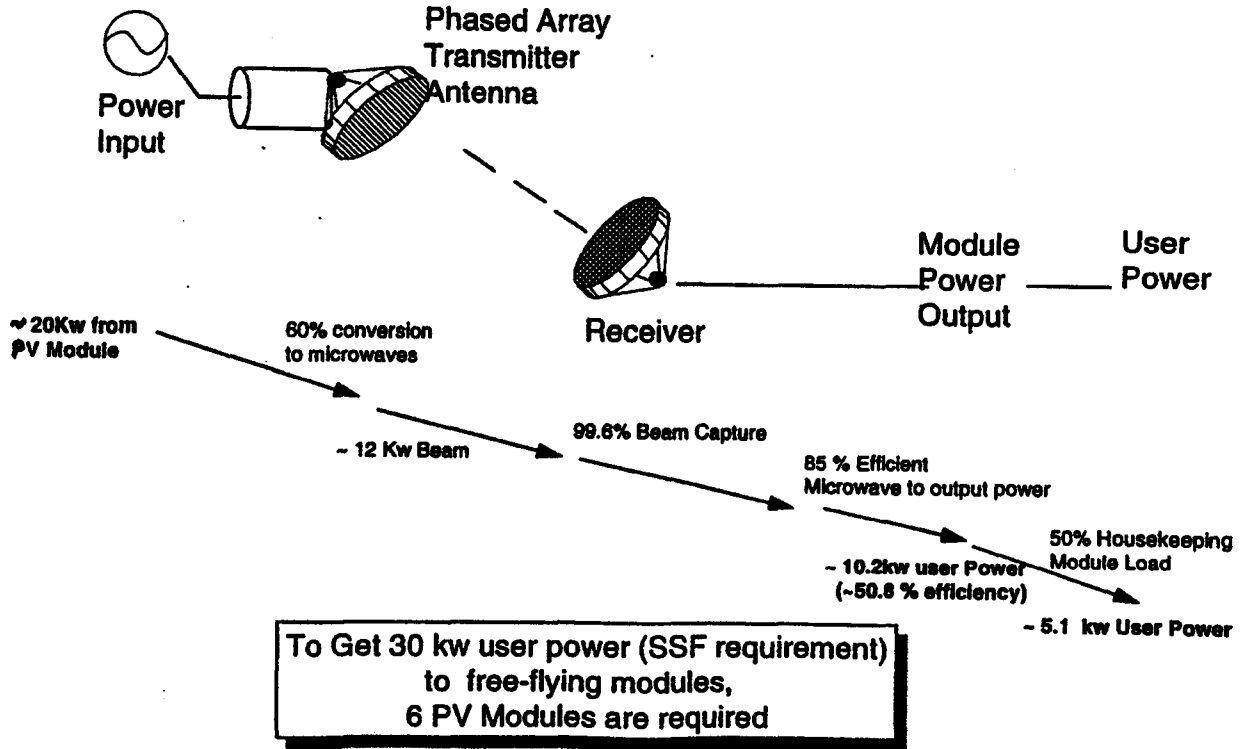 Phased Array
Transmitter
Antenna
Power
Input
Receiver
Module
Power
Output
User
Power
~ 20Kw from
PV Module
60% conversion
to microwaves
~ 12 Kw Beam
99.6% Beam Capture
85 % Efficient
Microwave to output power
~ 10.2kw user Power
(~50.8 % efficiency)
50% Housekeeping
Module Load
~ 5.1 kw User Power
To Get 30 kw user power (SSF requirement)
to free-flying modules,
6 PV Modules are required